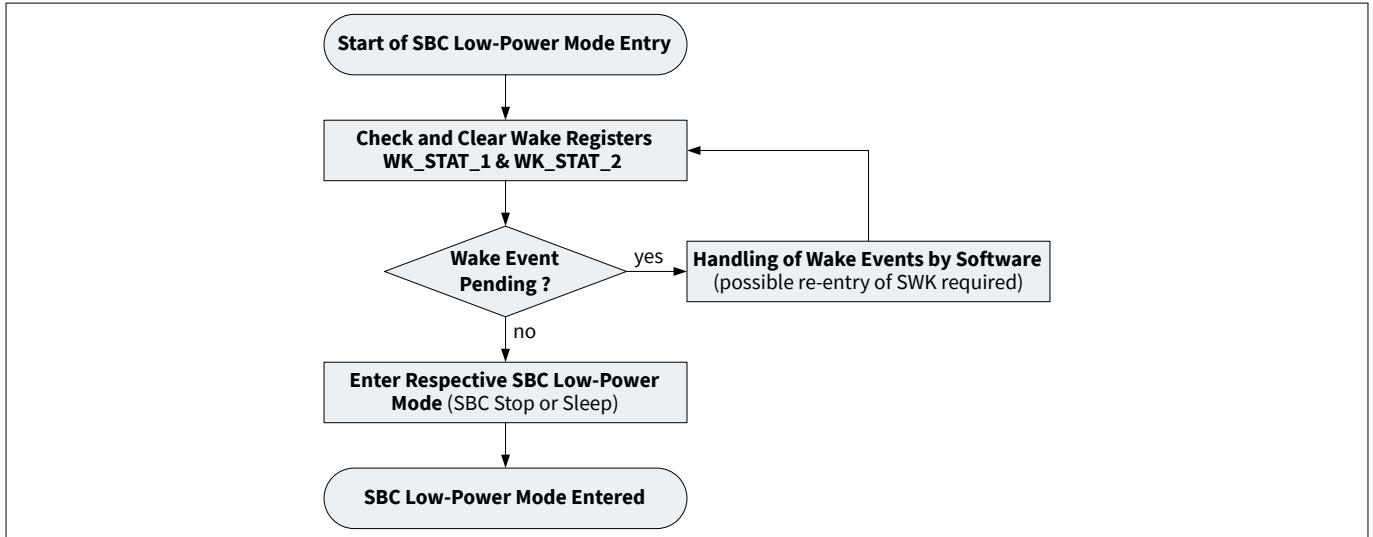 Start of SBC Low-Power Mode Entry
Check and Clear Wake Registers
WK_STAT_1 & WK_STAT_2
Wake Event
Pending ?
yes
Handling of Wake Events by Software
(possible re-entry of SWK required)
no
Enter Respective SBC Low-Power
Mode (SBC Stop or Sleep)
SBC Low-Power Mode Entered